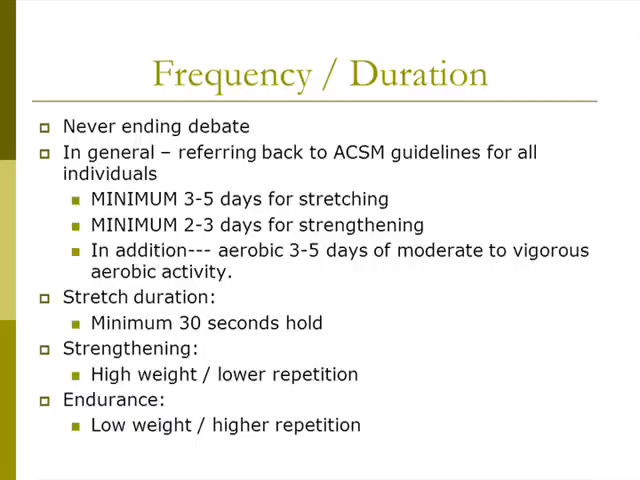 Frequency / Duration
Never ending debate
In general – referring back to ACSM guidelines for all
individuals
MINIMUM 3-5 days for stretching
MINIMUM 2-3 days for strengthening
In addition--- aerobic 3-5 days of moderate to vigorous
aerobic activity.
Stretch duration:
Minimum 30 seconds hold
Strengthening:
High weight / lower repetition
Endurance:
Low weight / higher repetition